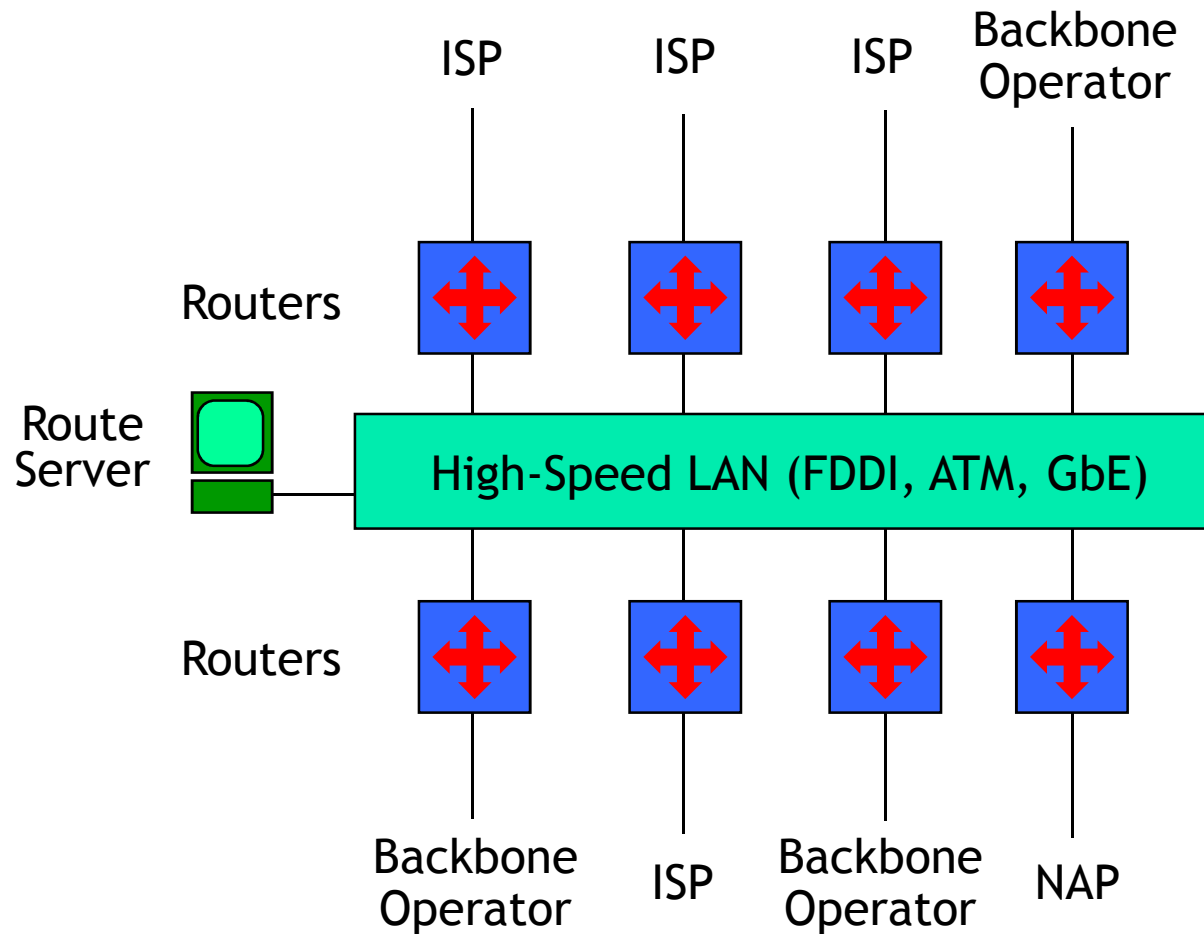 ISP
ISP
ISP
Backbone
Operator
Routers
Route
Server
High-Speed LAN (FDDI, ATM, GbE)
Routers
Backbone
Operator
ISP
Backbone
Operator
NAP